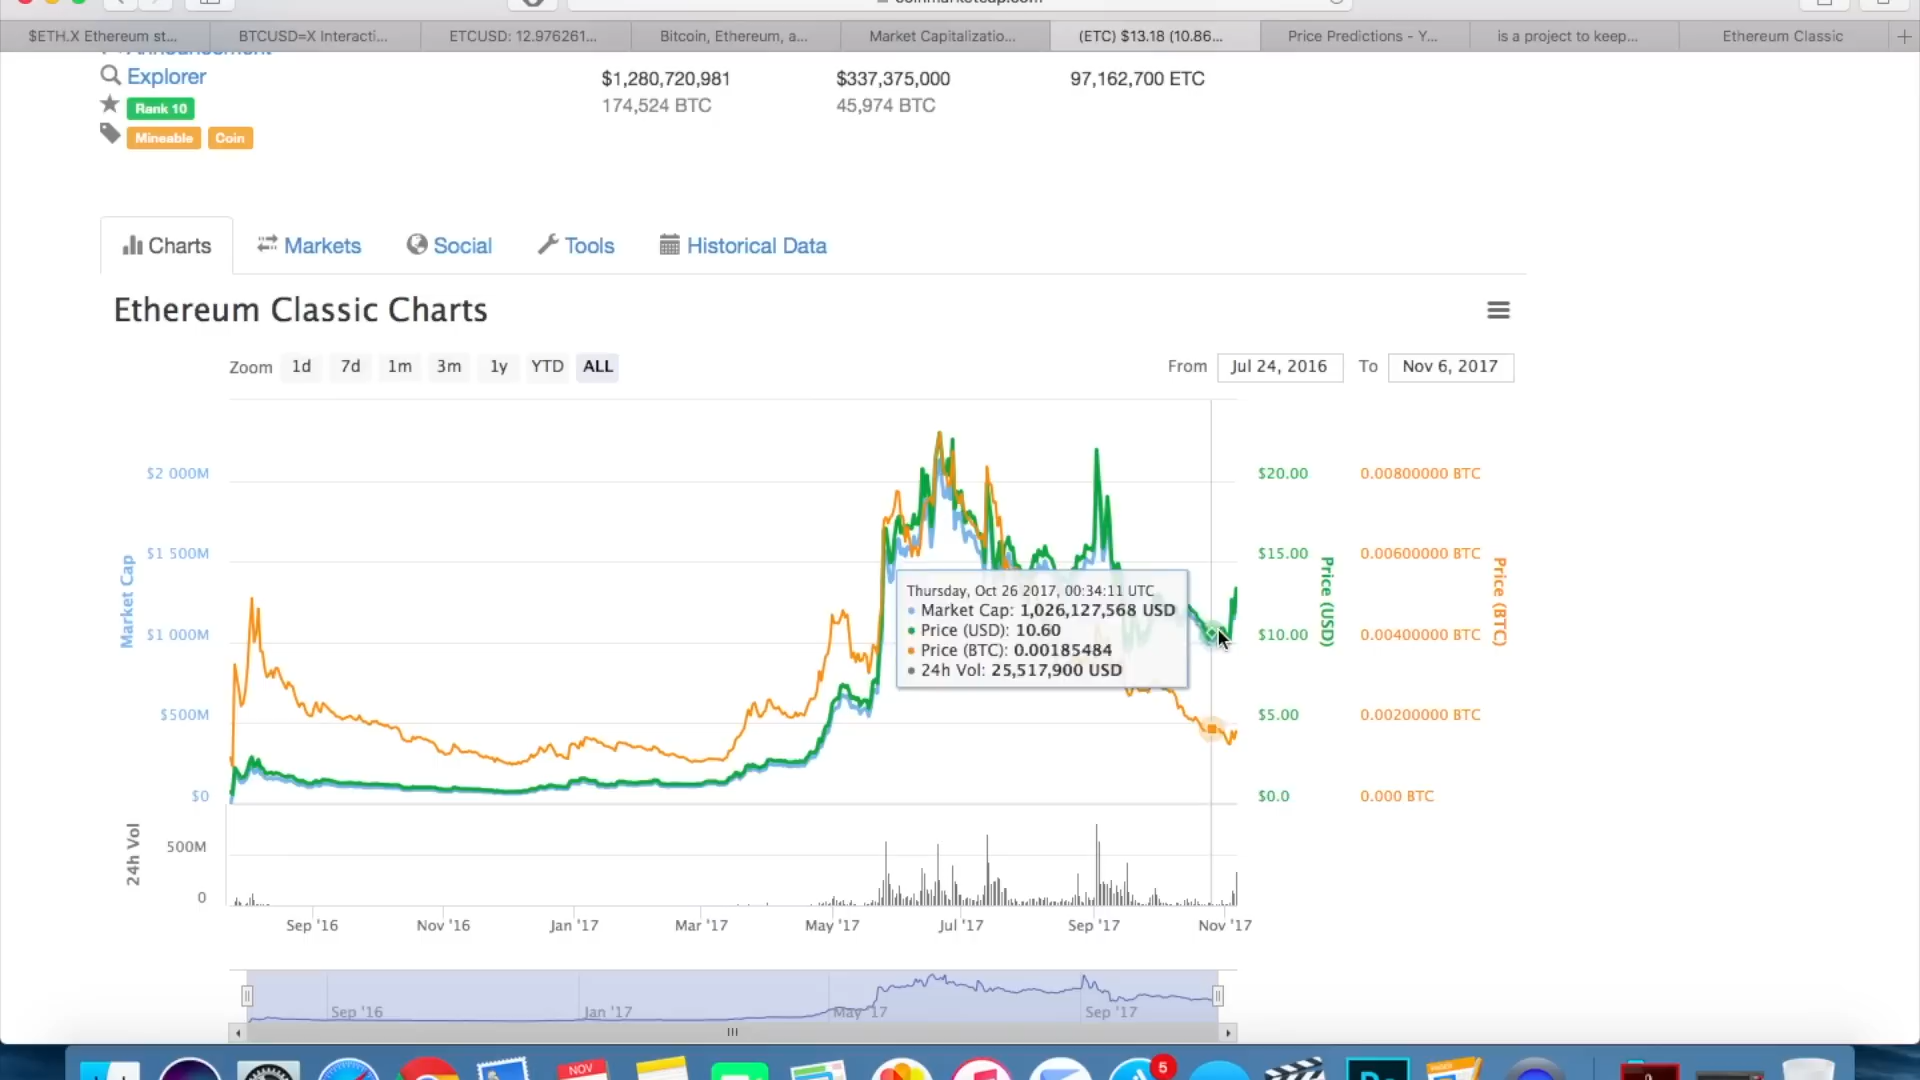 coinmarketcap.com
$ETH.X Ethereum st... BTCUSD=X Interacti... ETCUSD: 12.976261... Bitcoin, Ethereum, a... Market Capitalizatio... (ETC) $13.18 (10.86... Price Predictions - Y... is a project to keep... Ethereum Classic
Announcement
Explorer $1,280,720,981 $337,375,000 97,162,700 ETC
Rank 10 174,524 BTC 45,974 BTC
Mineable Coin
Charts Markets Social Tools Historical Data
Ethereum Classic Charts
Zoom 1d 7d 1m 3m 1y YTD ALL From Jul 24, 2016 To Nov 6, 2017
$2 000M $20.00 0.00800000 BTC
$1 500M $15.00 0.00600000 BTC
Market Cap Price (USD) Price (BTC)
Thursday, Oct 26 2017, 00:34:11 UTC
Market Cap: 1,026,127,568 USD
Price (USD): 10.60
Price (BTC): 0.00185484
24h Vol: 25,517,900 USD
$1 000M $10.00 0.00400000 BTC
$500M $5.00 0.00200000 BTC
$0 $0.0 0.000 BTC
24h Vol
500M
0
Sep '16 Nov '16 Jan '17 Mar '17 May '17 Jul '17 Sep '17 Nov '17
Sep '16 Jan '17 May '17 Sep '17
NOV
5